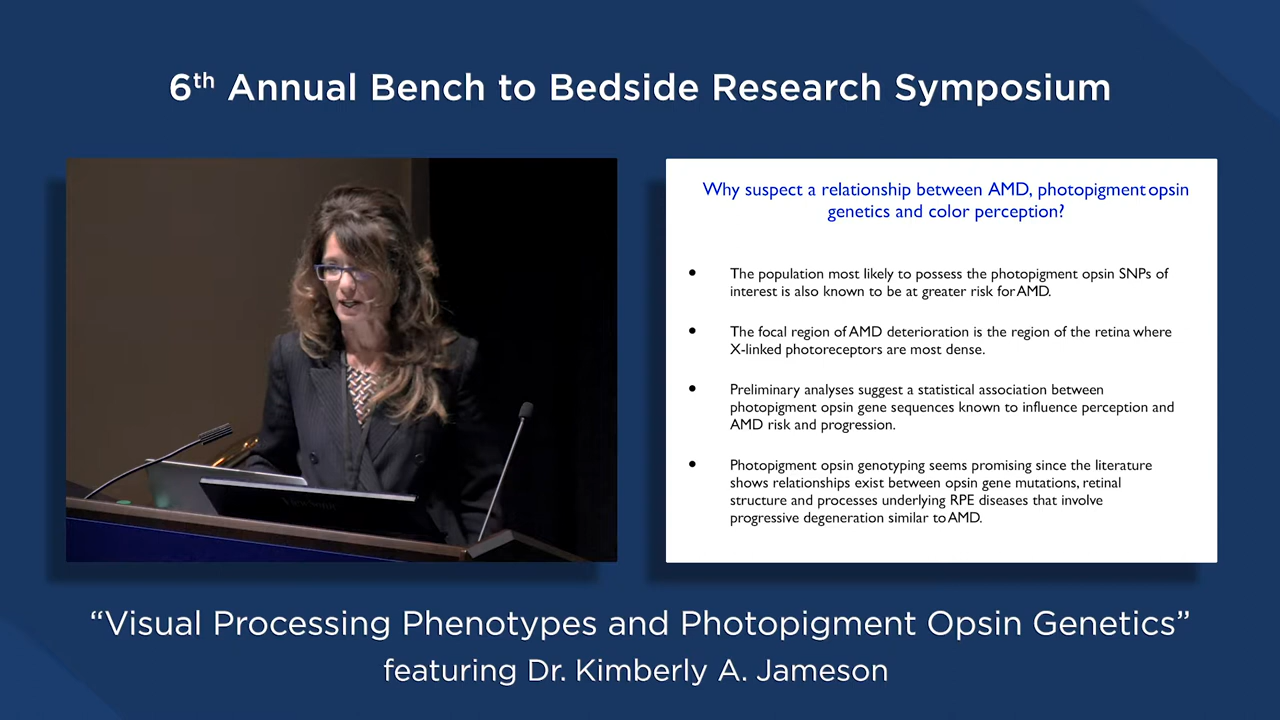 6th Annual Bench to Bedside Research Symposium
Why suspect a relationship between AMD, photopigment opsin
genetics and color perception?
• The population most likely to possess the photopigment opsin SNPs of
interest is also known to be at greater risk for AMD.
• The focal region of AMD deterioration is the region of the retina where
X-linked photoreceptors are most dense.
• Preliminary analyses suggest a statistical association between
photopigment opsin gene sequences known to influence perception and
AMD risk and progression.
• Photopigment opsin genotyping seems promising since the literature
shows relationships exist between opsin gene mutations, retinal
structure and processes underlying RPE diseases that involve
progressive degeneration similar to AMD.
ViewSonic
“Visual Processing Phenotypes and Photopigment Opsin Genetics”
featuring Dr. Kimberly A. Jameson